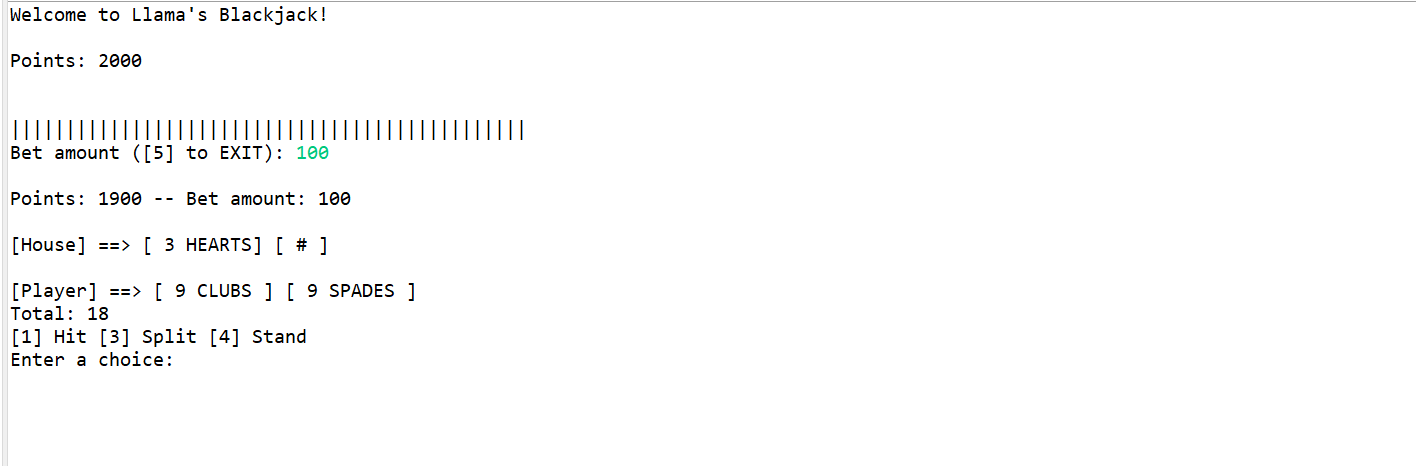 Welcome to Llama's Blackjack!
Points: 2000
|||||||||||||||||||||||||||||||||||||||||||||||
Bet amount ([5] to EXIT): 100
Points: 1900 -- Bet amount: 100
[House] ==> [ 3 HEARTS] [ # ]
[Player] ==> [ 9 CLUBS ] [ 9 SPADES ]
Total: 18
[1] Hit [3] Split [4] Stand
Enter a choice: